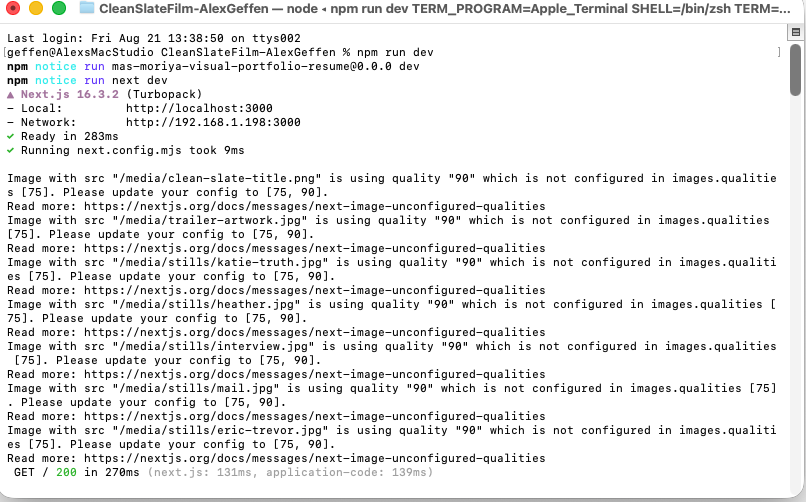 CleanSlateFilm-AlexGeffen — node ◂ npm run dev TERM_PROGRAM=Apple_Terminal SHELL=/bin/zsh TERM=...
Last login: Fri Aug 21 13:38:50 on ttys002
[geffen@AlexsMacStudio CleanSlateFilm-AlexGeffen % npm run dev ]
npm notice run mas-moriya-visual-portfolio-resume@0.0.0 dev
npm notice run next dev
▲ Next.js 16.3.2 (Turbopack)
– Local: http://localhost:3000
– Network: http://192.168.1.198:3000
✓ Ready in 283ms
✓ Running next.config.mjs took 9ms
Image with src "/media/clean-slate-title.png" is using quality "90" which is not configured in images.qualitie
s [75]. Please update your config to [75, 90].
Read more: https://nextjs.org/docs/messages/next-image-unconfigured-qualities
Image with src "/media/trailer-artwork.jpg" is using quality "90" which is not configured in images.qualities
[75]. Please update your config to [75, 90].
Read more: https://nextjs.org/docs/messages/next-image-unconfigured-qualities
Image with src "/media/stills/katie-truth.jpg" is using quality "90" which is not configured in images.qualiti
es [75]. Please update your config to [75, 90].
Read more: https://nextjs.org/docs/messages/next-image-unconfigured-qualities
Image with src "/media/stills/heather.jpg" is using quality "90" which is not configured in images.qualities [
75]. Please update your config to [75, 90].
Read more: https://nextjs.org/docs/messages/next-image-unconfigured-qualities
Image with src "/media/stills/interview.jpg" is using quality "90" which is not configured in images.qualities
[75]. Please update your config to [75, 90].
Read more: https://nextjs.org/docs/messages/next-image-unconfigured-qualities
Image with src "/media/stills/mail.jpg" is using quality "90" which is not configured in images.qualities [75]
. Please update your config to [75, 90].
Read more: https://nextjs.org/docs/messages/next-image-unconfigured-qualities
Image with src "/media/stills/eric-trevor.jpg" is using quality "90" which is not configured in images.qualiti
es [75]. Please update your config to [75, 90].
Read more: https://nextjs.org/docs/messages/next-image-unconfigured-qualities
GET / 200 in 270ms (next.js: 131ms, application-code: 139ms)